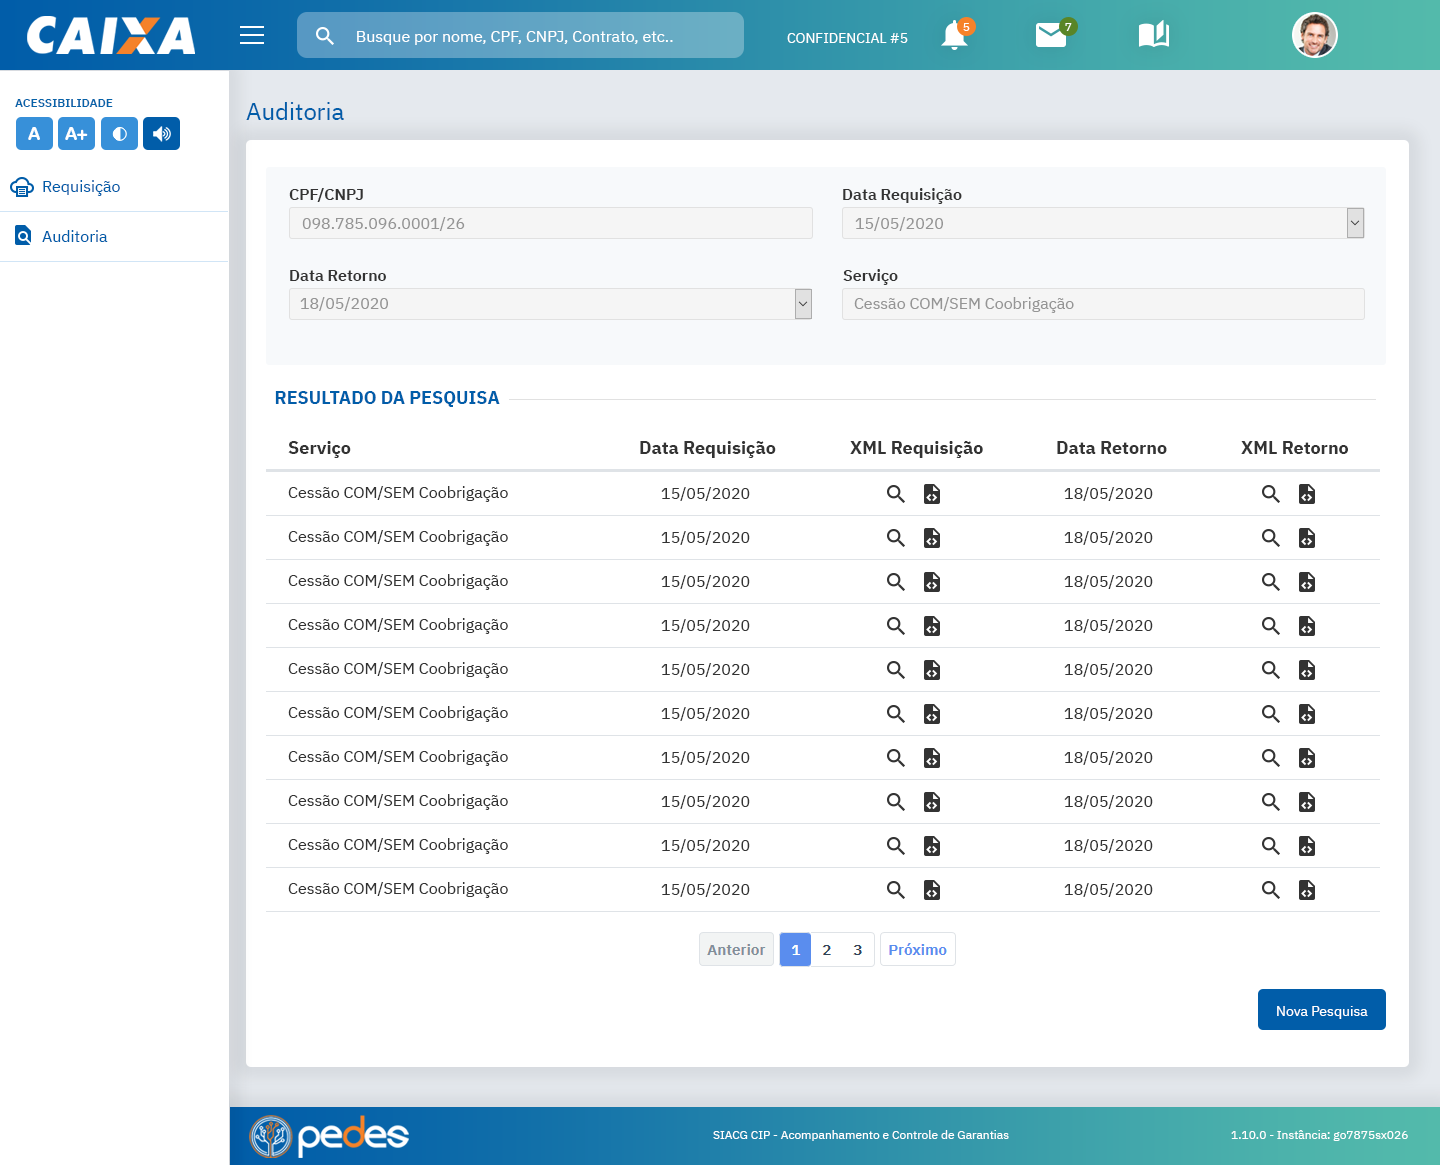 CAIXA
Busque por nome, CPF, CNPJ, Contrato, etc..
CONFIDENCIAL #5
5
7
ACESSIBILIDADE
A A+
Requisição
Auditoria
Auditoria
CPF/CNPJ Data Requisição
098.785.096.0001/26 15/05/2020
Data Retorno Serviço
18/05/2020 Cessão COM/SEM Coobrigação
RESULTADO DA PESQUISA
Serviço Data Requisição XML Requisição Data Retorno XML Retorno
Cessão COM/SEM Coobrigação 15/05/2020 18/05/2020
Cessão COM/SEM Coobrigação 15/05/2020 18/05/2020
Cessão COM/SEM Coobrigação 15/05/2020 18/05/2020
Cessão COM/SEM Coobrigação 15/05/2020 18/05/2020
Cessão COM/SEM Coobrigação 15/05/2020 18/05/2020
Cessão COM/SEM Coobrigação 15/05/2020 18/05/2020
Cessão COM/SEM Coobrigação 15/05/2020 18/05/2020
Cessão COM/SEM Coobrigação 15/05/2020 18/05/2020
Cessão COM/SEM Coobrigação 15/05/2020 18/05/2020
Cessão COM/SEM Coobrigação 15/05/2020 18/05/2020
Anterior 1 2 3 Próximo
Nova Pesquisa
pedes
SIACG CIP - Acompanhamento e Controle de Garantias
1.10.0 - Instância: go7875sx026